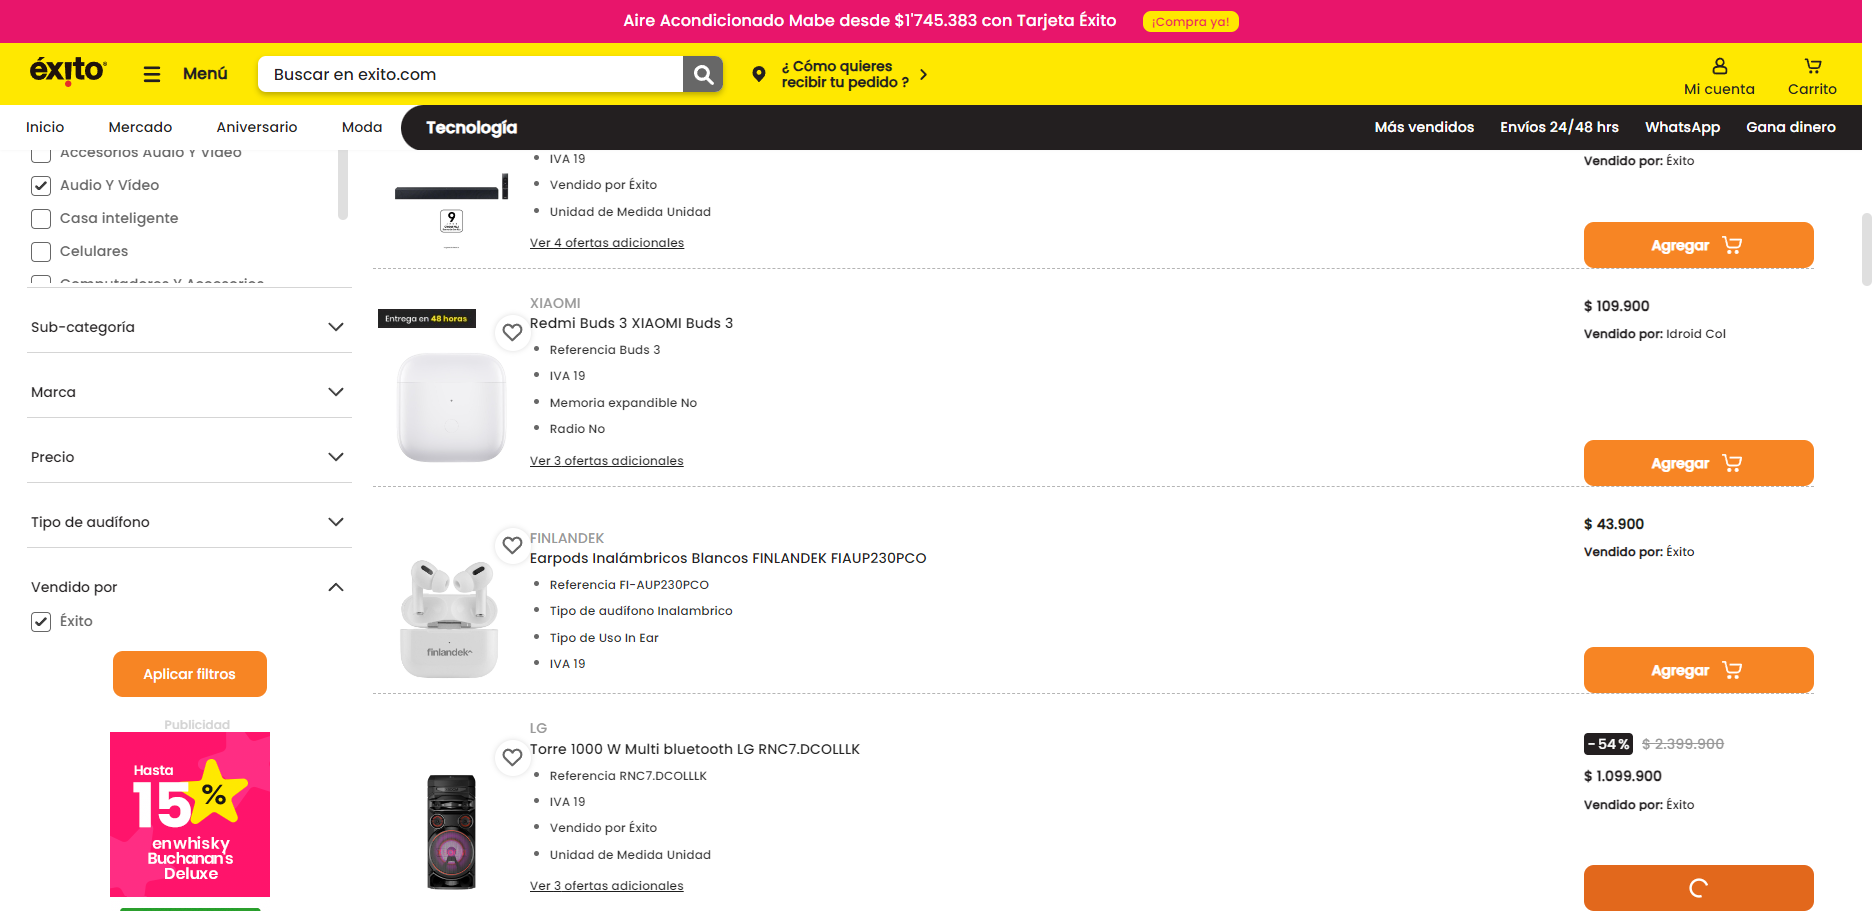 Aire Acondicionado Mabe desde $1'745.383 con Tarjeta Éxito ¡Compra ya!
éxito
Menú
Buscar en exito.com
¿ Cómo quieres
recibir tu pedido ?
Mi cuenta
Carrito
Inicio Mercado Aniversario Moda Tecnología Más vendidos Envíos 24/48 hrs WhatsApp Gana dinero
Accesorios Audio Y Video
Audio Y Vídeo
Casa inteligente
Celulares
Computadores Y Accesorios
Sub-categoría
Marca
Precio
Tipo de audífono
Vendido por
Éxito
Aplicar filtros
Publicidad
Hasta
15%
en whisky
Buchanan's
Deluxe
9
IVA 19
Vendido por Éxito
Unidad de Medida Unidad
Ver 4 ofertas adicionales
Vendido por: Éxito
Agregar
Entrega en 48 horas
XIAOMI
Redmi Buds 3 XIAOMI Buds 3
Referencia Buds 3
IVA 19
Memoria expandible No
Radio No
Ver 3 ofertas adicionales
$ 109.900
Vendido por: Idroid Col
Agregar
finlandek
FINLANDEK
Earpods Inalámbricos Blancos FINLANDEK FIAUP230PCO
Referencia FI-AUP230PCO
Tipo de audífono Inalambrico
Tipo de Uso In Ear
IVA 19
$ 43.900
Vendido por: Éxito
Agregar
LG
Torre 1000 W Multi bluetooth LG RNC7.DCOLLLK
Referencia RNC7.DCOLLLK
IVA 19
Vendido por Éxito
Unidad de Medida Unidad
Ver 3 ofertas adicionales
- 54% $ 2.399.900
$ 1.099.900
Vendido por: Éxito